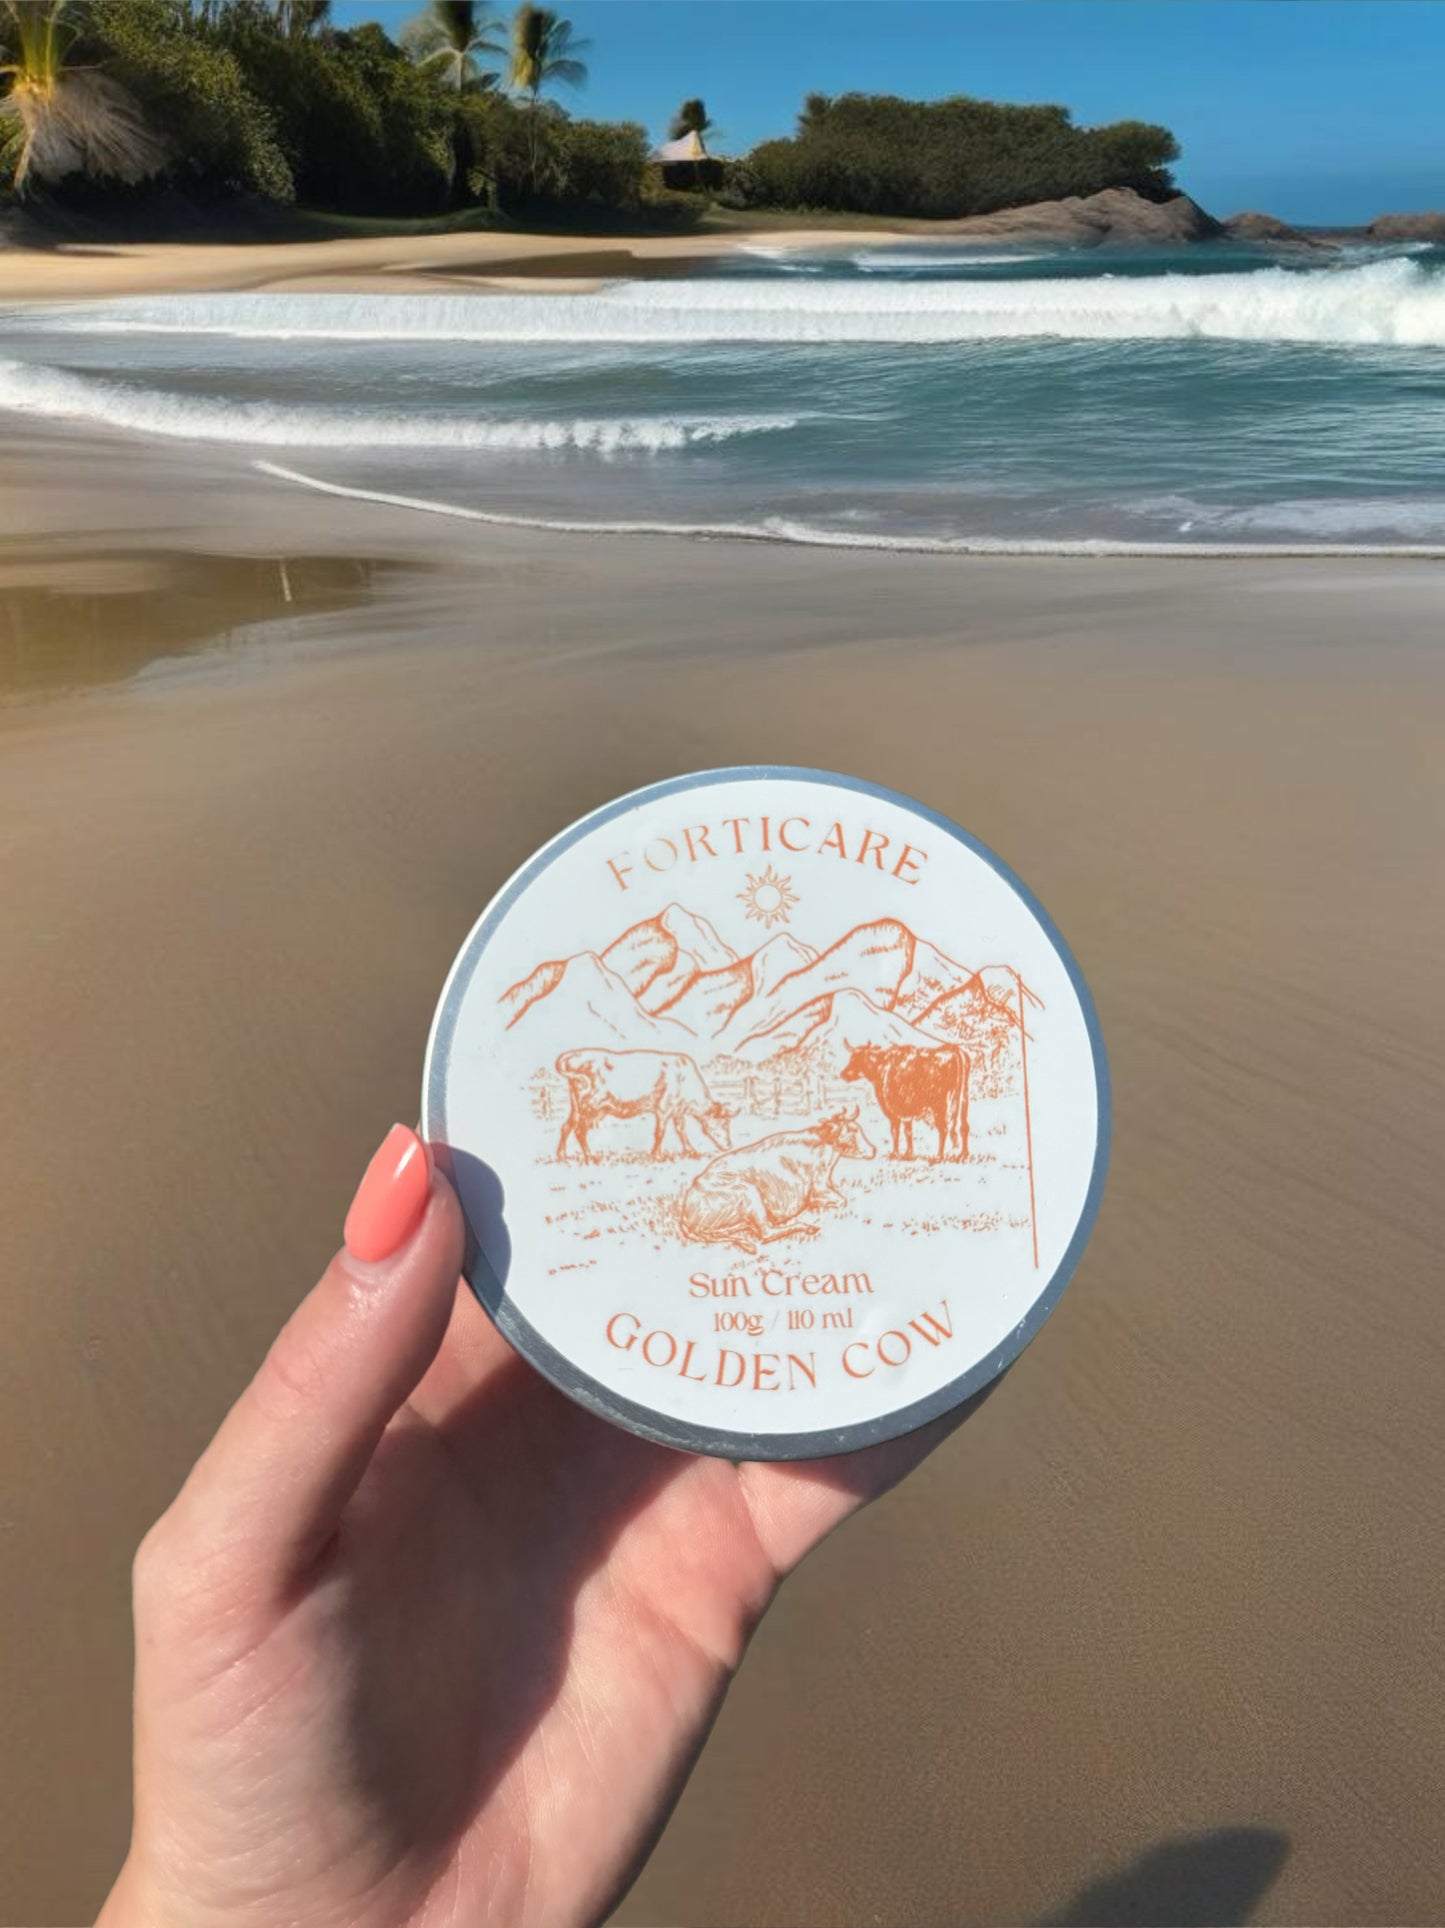 FORTICARE
Sun Cream
100g / 110 ml
GOLDEN COW